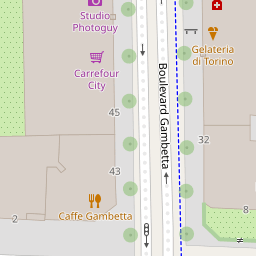 Studio
Photoguy
Gelateria
di Torino
Carrefour
City
Boulevard Gambetta
45
32
43
Caffe Gambetta
2
8